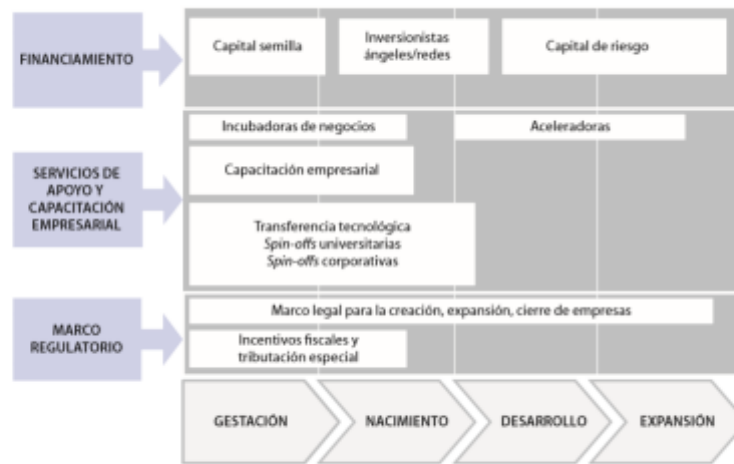 FINANCIAMIENTO
Capital semilla
Inversionistas
ángeles/redes
Capital de riesgo
SERVICIOS DE
APOYO Y
CAPACITACIÓN
EMPRESARIAL
Incubadoras de negocios
Aceleradoras
Capacitación empresarial
Transferencia tecnológica
Spin-offs universitarias
Spin-offs corporativas
MARCO
REGULATORIO
Marco legal para la creación, expansión, cierre de empresas
Incentivos fiscales y
tributación especial
GESTACIÓN
NACIMIENTO
DESARROLLO
EXPANSIÓN